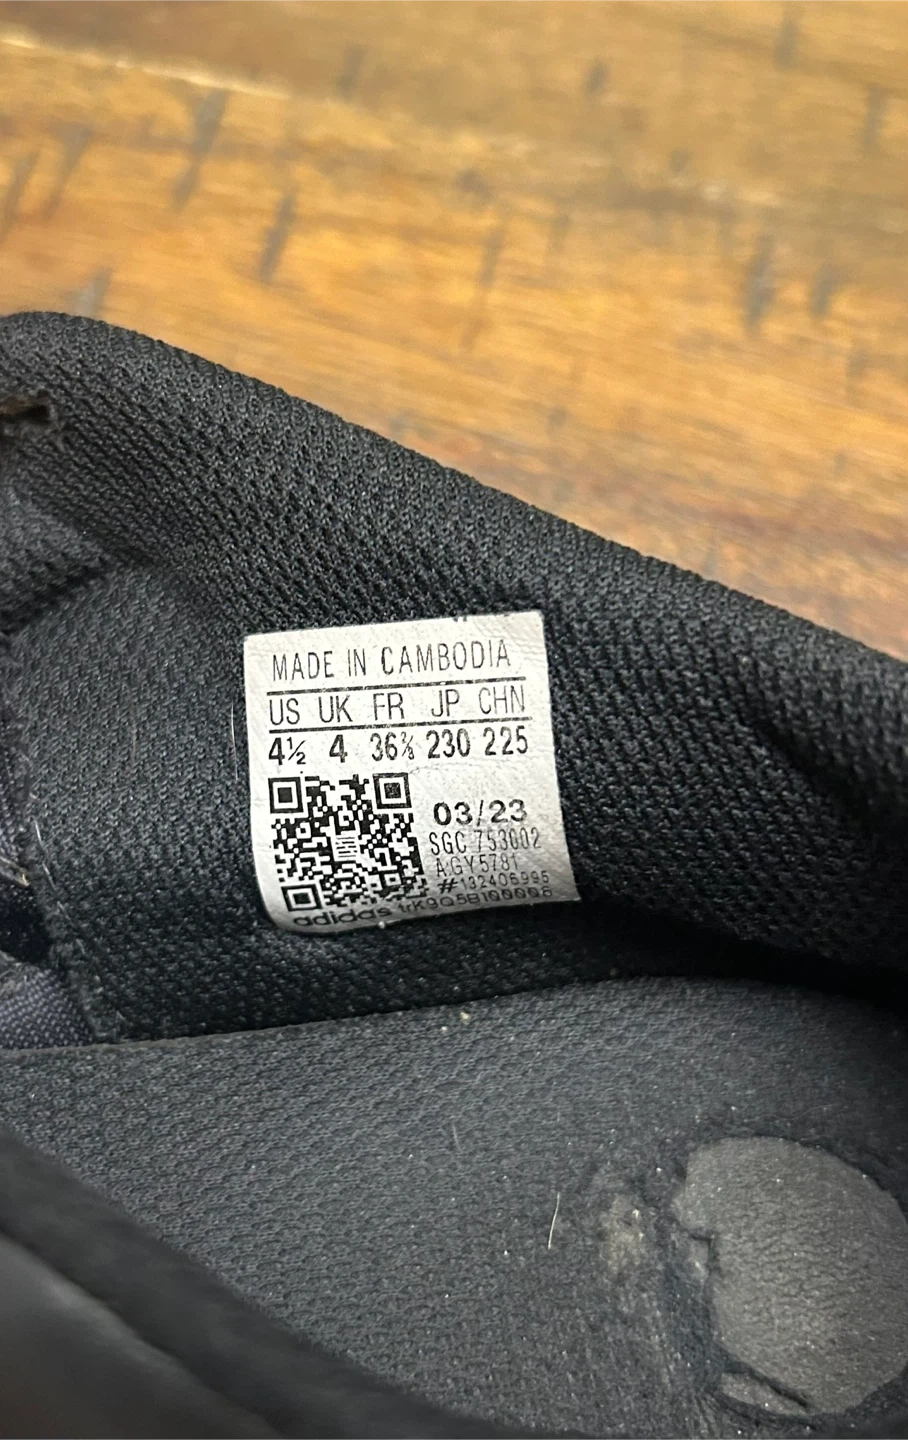 MADE IN CAMBODIA
US UK FR JP CHN
4½ 4 36⅔ 230 225
03/23
SGC 753002
AGY5781
#132406995
adidas